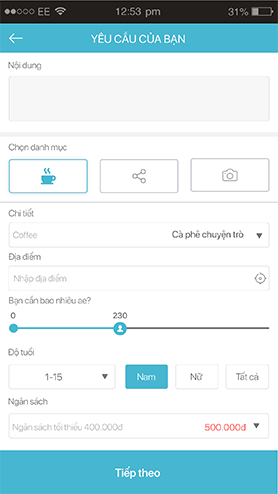 EE 12:53 pm 31%
YÊU CẦU CỦA BẠN
Nội dung
Chọn danh mục
Chi tiết
Coffee Cà phê chuyện trò
Địa điểm
Nhập địa điểm
Bạn cần bao nhiêu ae?
0 230
Độ tuổi
1-15 Nam Nữ Tất cả
Ngân sách
Ngân sách tối thiểu 400.000đ 500.000đ
Tiếp theo